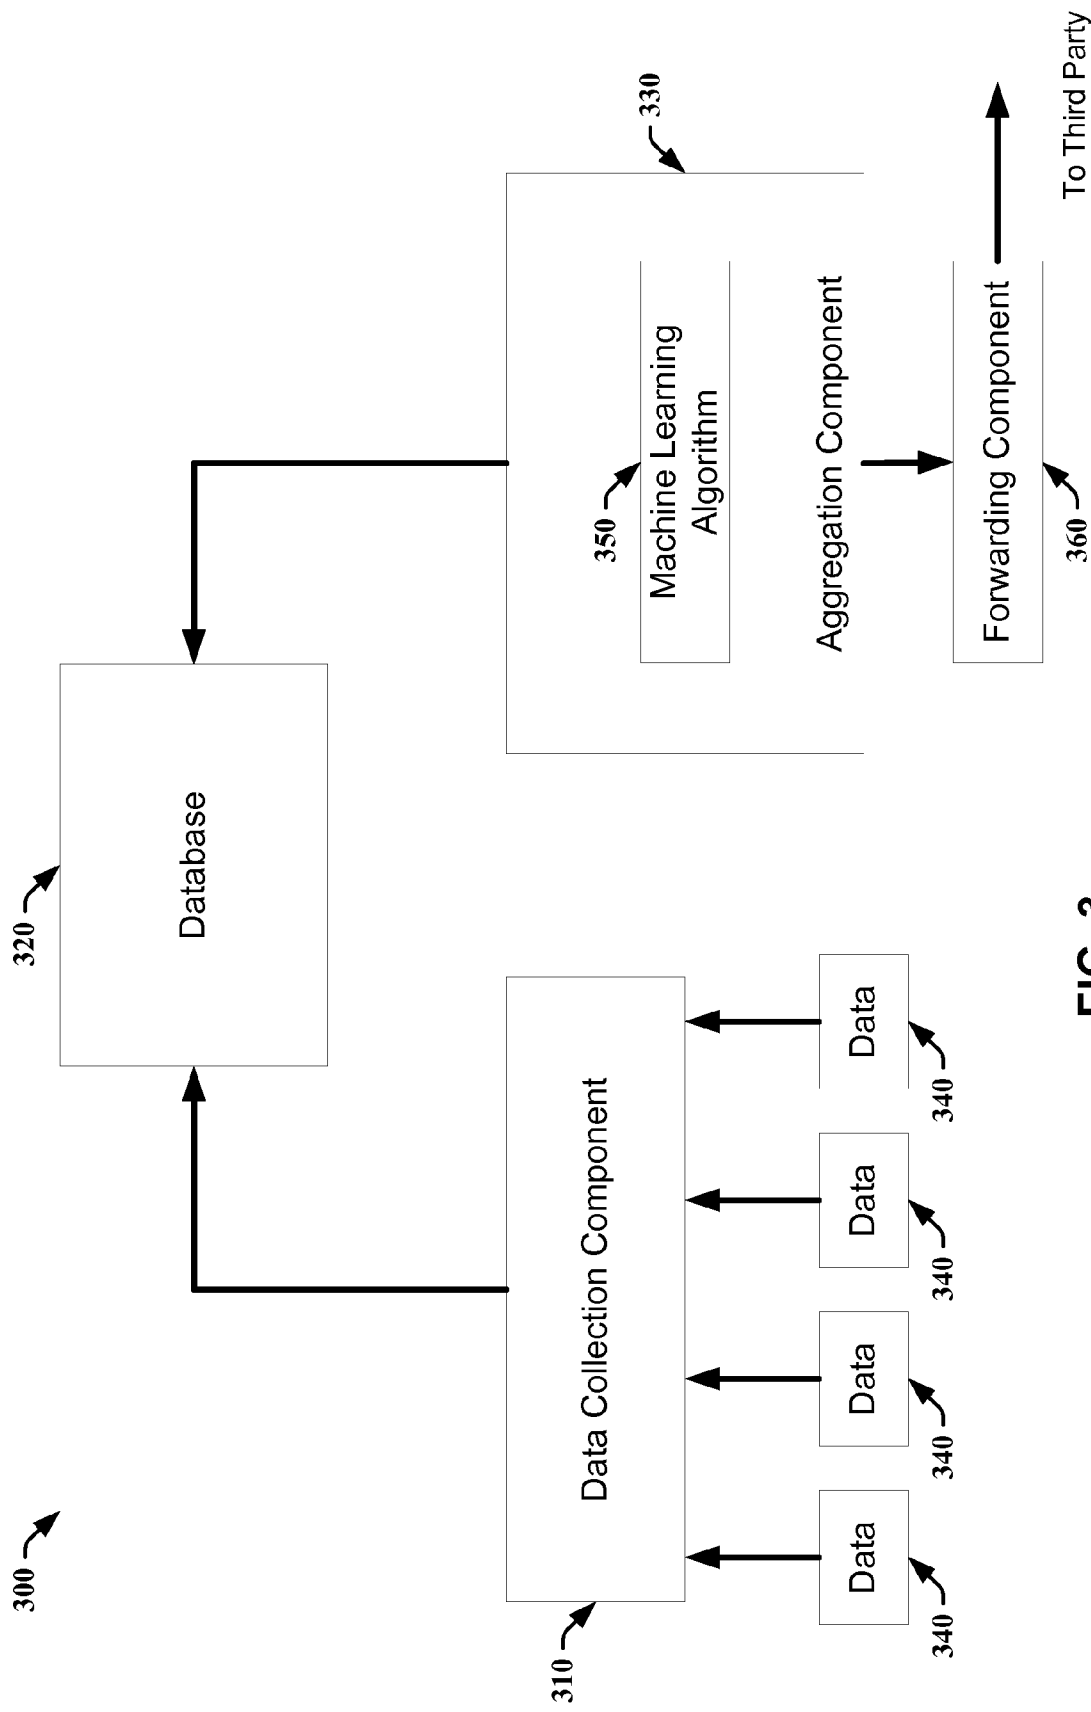 300
320
Database
310
Data Collection Component
Data
Data
Data
Data
340
340
340
340
330
350
Machine Learning
Algorithm
Aggregation Component
Forwarding Component
360
To Third Party